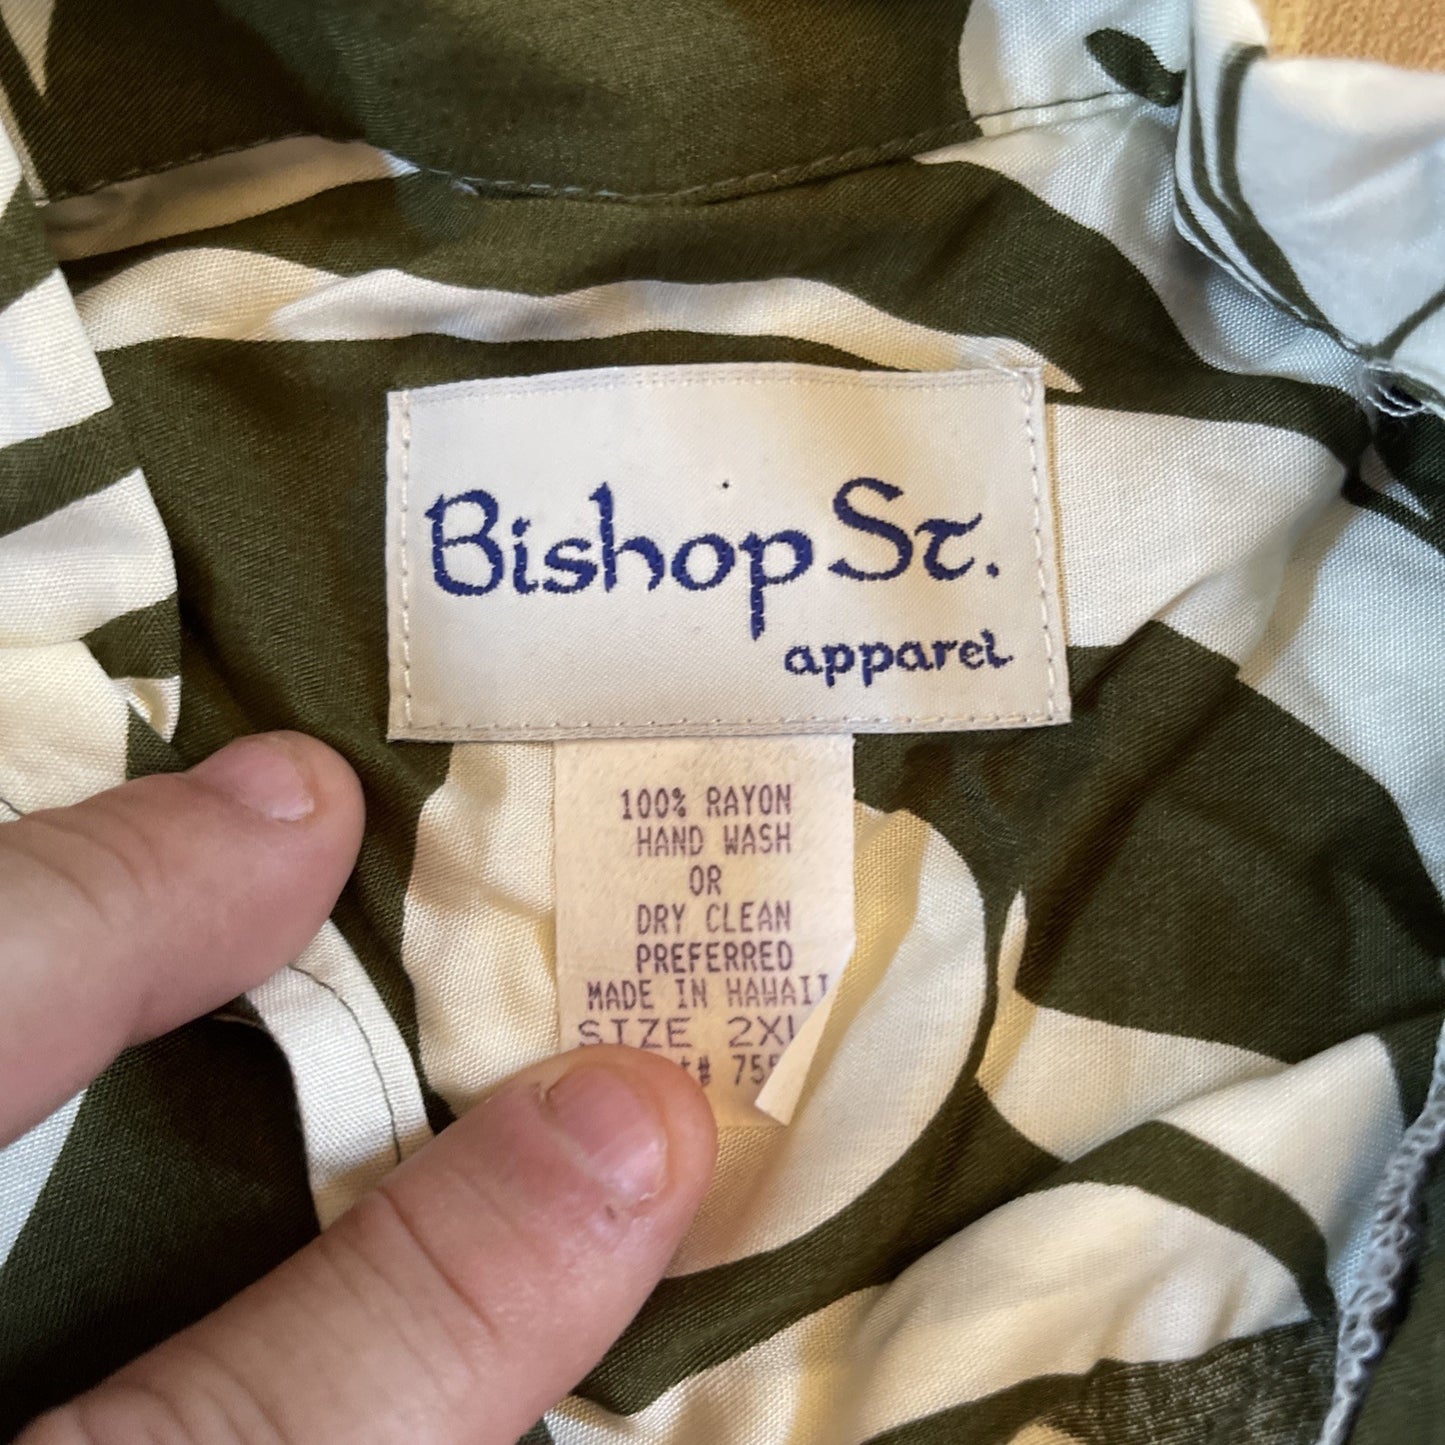 Bishop St.
apparel
100% RAYON
HAND WASH
OR
DRY CLEAN
PREFERRED
MADE IN HAWAII
SIZE 2XL